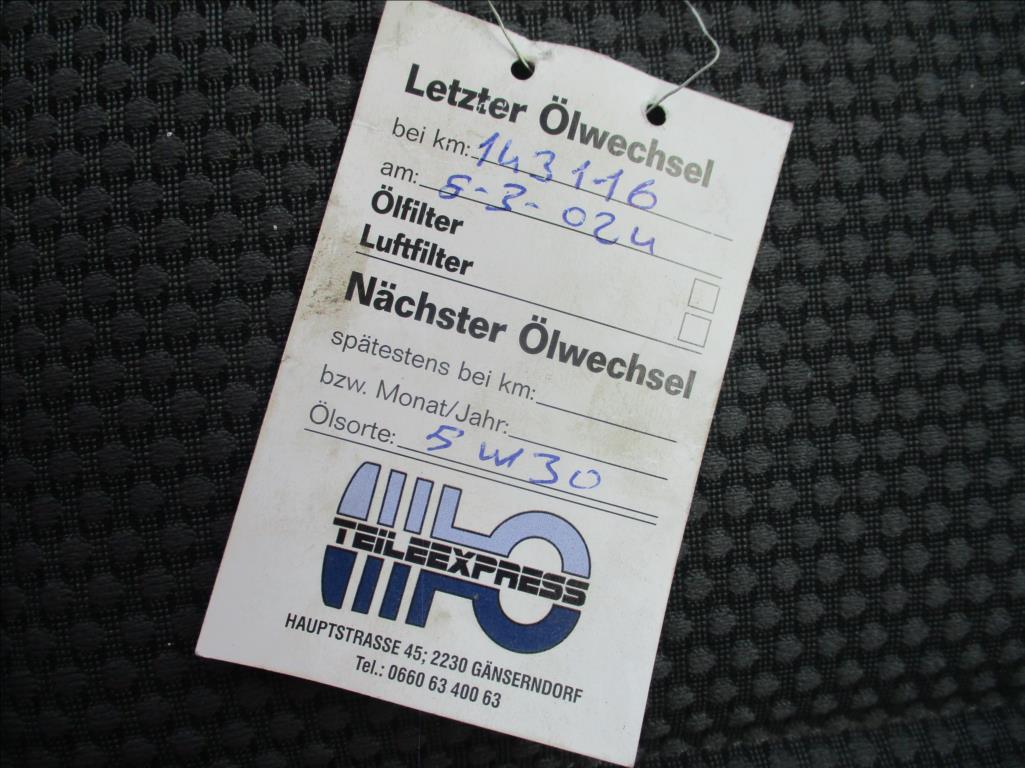 Letzter Ölwechsel
bei km: 143116
am: 5-3-024
Ölfilter
Luftfilter
Nächster Ölwechsel
spätestens bei km:
bzw. Monat/Jahr:
Ölsorte: 5W30
TEILEEXPRESS
HAUPTSTRASSE 45; 2230 GÄNSERNDORF
Tel.: 0660 63 400 63